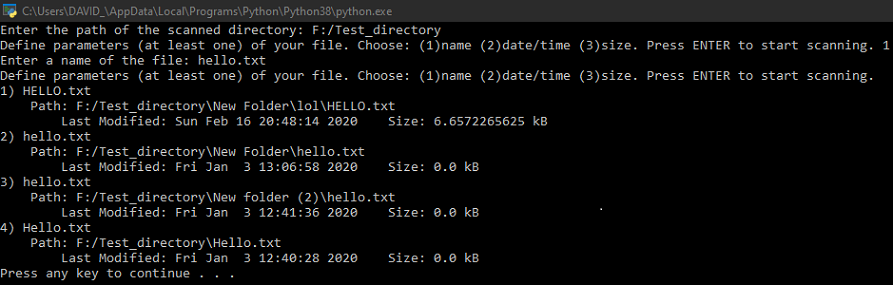 C:\Users\DAVID_\AppData\Local\Programs\Python\Python38\python.exe
Enter the path of the scanned directory: F:/Test_directory
Define parameters (at least one) of your file. Choose: (1)name (2)date/time (3)size. Press ENTER to start scanning. 1
Enter a name of the file: hello.txt
Define parameters (at least one) of your file. Choose: (1)name (2)date/time (3)size. Press ENTER to start scanning.
1) HELLO.txt
    Path: F:/Test_directory\New Folder\lol\HELLO.txt
        Last Modified: Sun Feb 16 20:48:14 2020    Size: 6.6572265625 kB
2) hello.txt
    Path: F:/Test_directory\New Folder\hello.txt
        Last Modified: Fri Jan  3 13:06:58 2020    Size: 0.0 kB
3) hello.txt
    Path: F:/Test_directory\New folder (2)\hello.txt
        Last Modified: Fri Jan  3 12:41:36 2020    Size: 0.0 kB
4) Hello.txt
    Path: F:/Test_directory\Hello.txt
        Last Modified: Fri Jan  3 12:40:28 2020    Size: 0.0 kB
Press any key to continue . . .